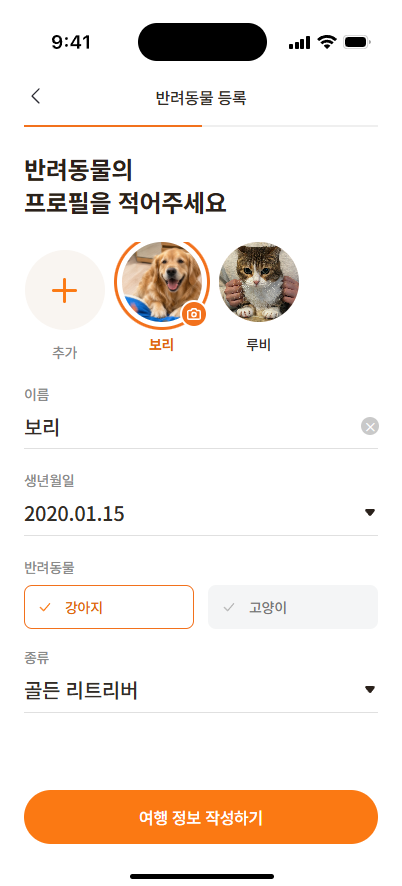 9:41
반려동물 등록
반려동물의
프로필을 적어주세요
추가
보리
루비
이름
보리
생년월일
2020.01.15
반려동물
강아지
고양이
종류
골든 리트리버
여행 정보 작성하기